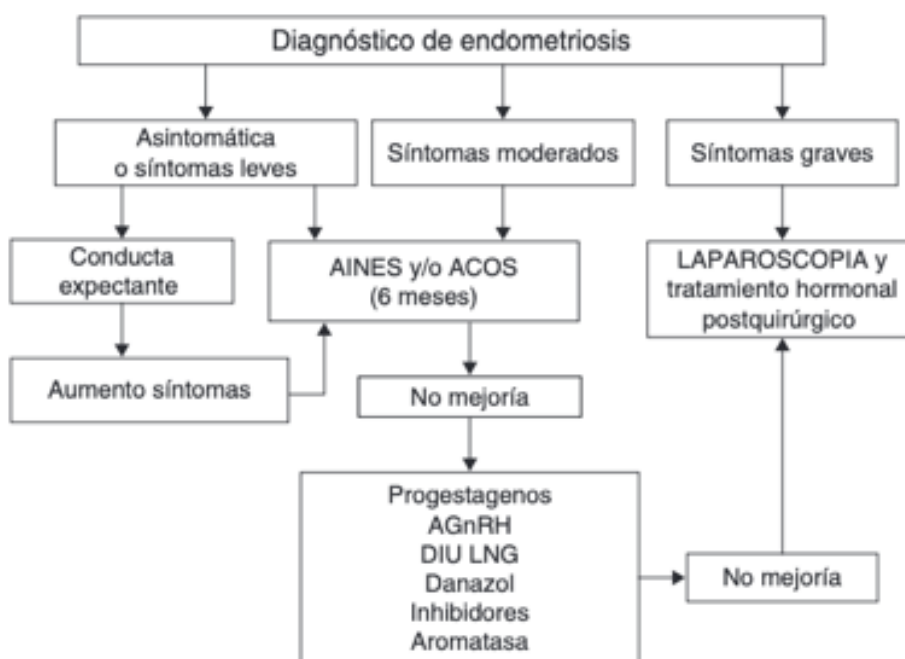 Diagnóstico de endometriosis
Asintomática
o síntomas leves
Síntomas moderados
Síntomas graves
Conducta
expectante
AINES y/o ACOS
(6 meses)
LAPAROSCOPIA y
tratamiento hormonal
postquirúrgico
Aumento síntomas
No mejoría
Progestagenos
AGnRH
DIU LNG
Danazol
Inhibidores
Aromatasa
No mejoría